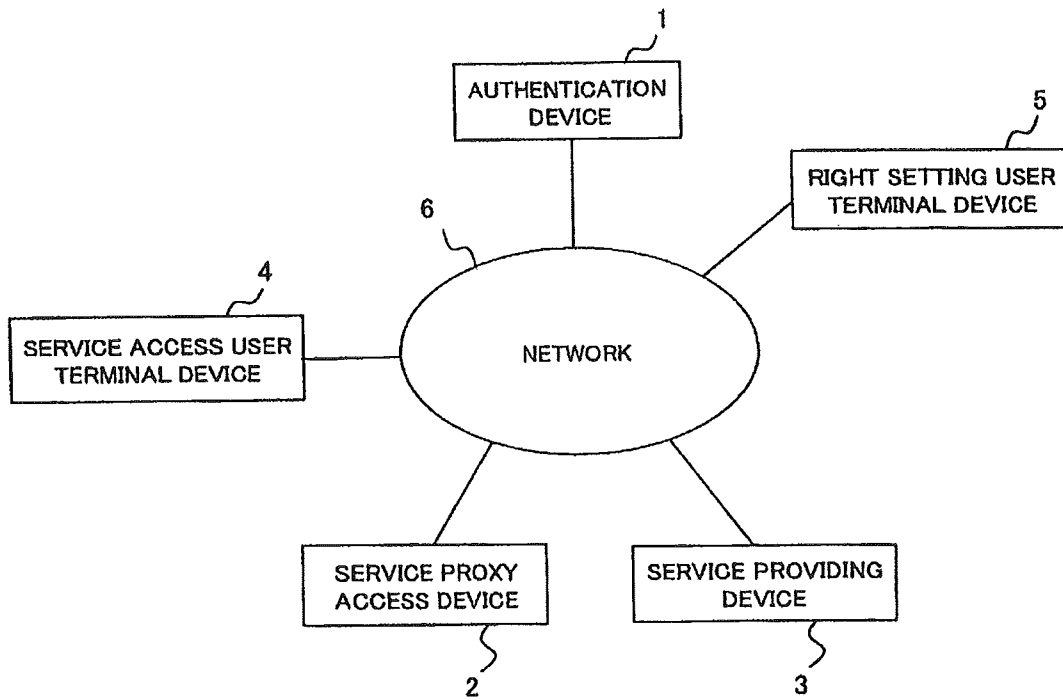 1
AUTHENTICATION
DEVICE
5
RIGHT SETTING USER
TERMINAL DEVICE
6
4
SERVICE ACCESS USER
TERMINAL DEVICE
NETWORK
SERVICE PROXY
ACCESS DEVICE
2
SERVICE PROVIDING
DEVICE
3